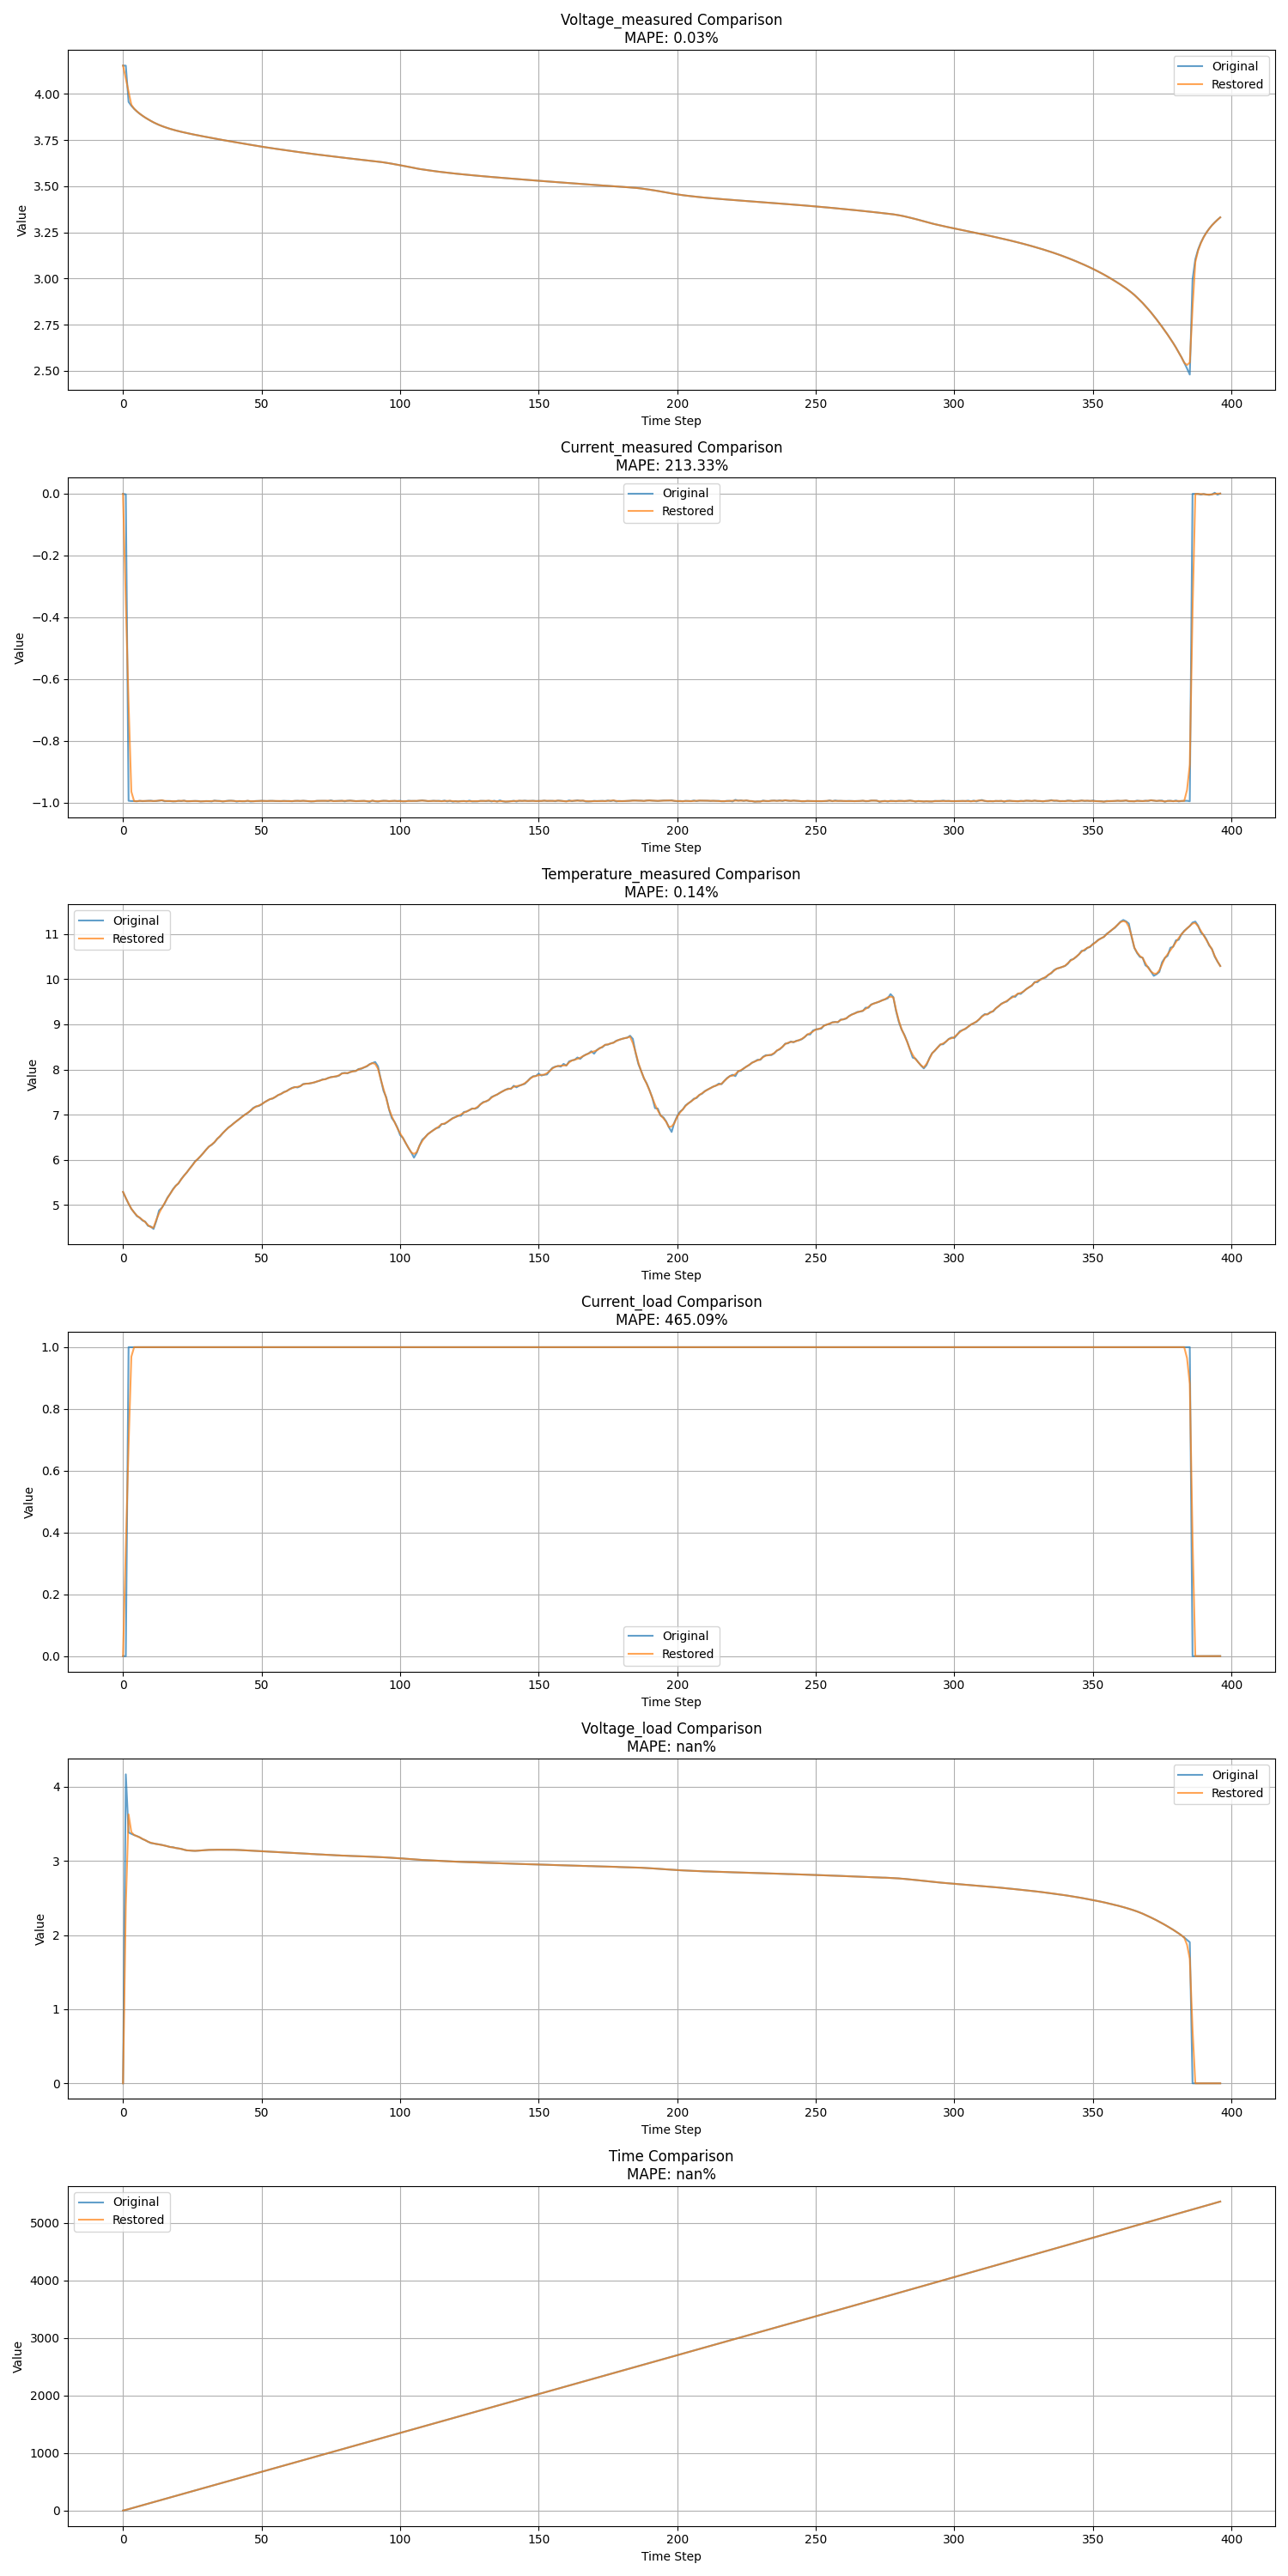 Voltage_measured Comparison
MAPE: 0.03%
Original
Restored
Value
4.00
3.75
3.50
3.25
3.00
2.75
2.50
0 50 100 150 200 250 300 350 400
Time Step
Current_measured Comparison
MAPE: 213.33%
Original
Restored
Value
0.0
−0.2
−0.4
−0.6
−0.8
−1.0
0 50 100 150 200 250 300 350 400
Time Step
Temperature_measured Comparison
MAPE: 0.14%
Original
Restored
Value
11
10
9
8
7
6
5
0 50 100 150 200 250 300 350 400
Time Step
Current_load Comparison
MAPE: 465.09%
Value
1.0
0.8
0.6
0.4
0.2
0.0
Original
Restored
0 50 100 150 200 250 300 350 400
Time Step
Voltage_load Comparison
MAPE: nan%
Original
Restored
Value
4
3
2
1
0
0 50 100 150 200 250 300 350 400
Time Step
Time Comparison
MAPE: nan%
Original
Restored
Value
5000
4000
3000
2000
1000
0
0 50 100 150 200 250 300 350 400
Time Step